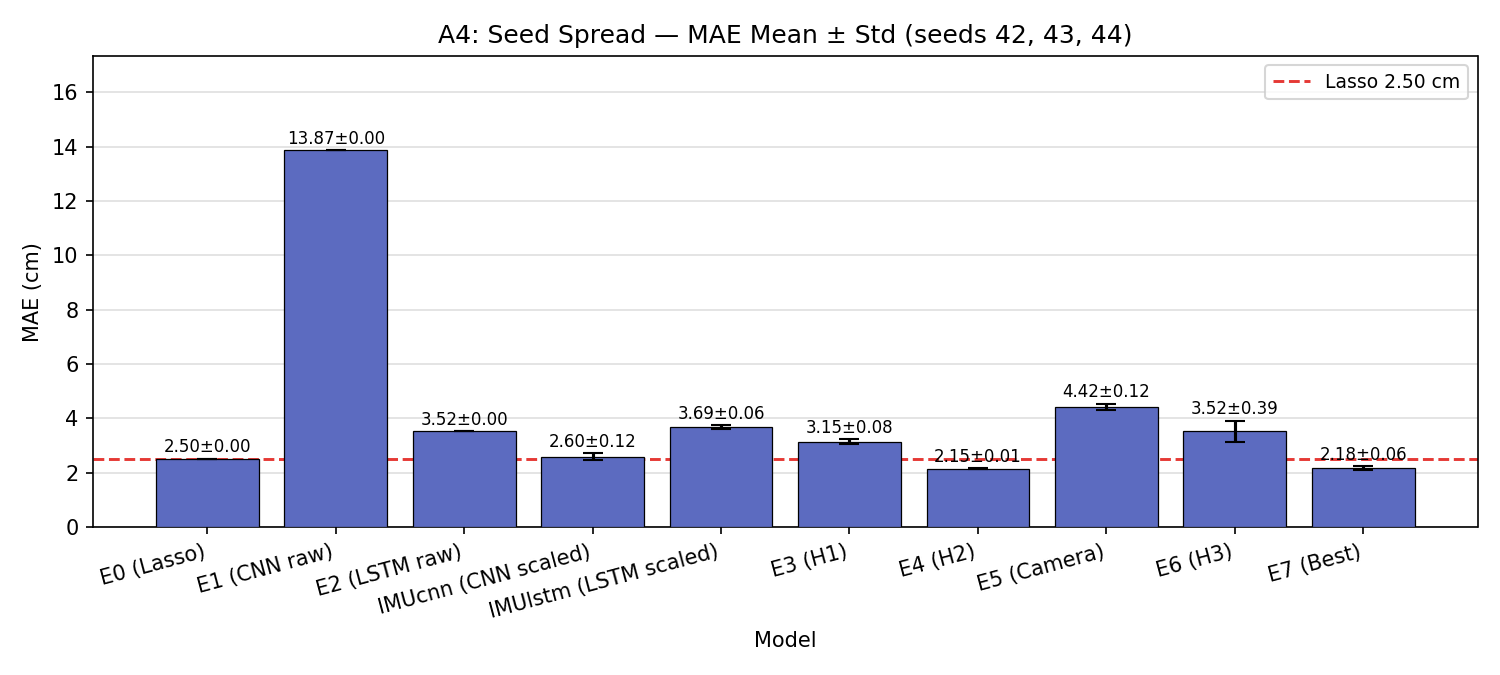 A4: Seed Spread — MAE Mean ± Std (seeds 42, 43, 44)
Lasso 2.50 cm
MAE (cm)
16
14
12
10
8
6
4
2
0
2.50±0.00
13.87±0.00
3.52±0.00
2.60±0.12
3.69±0.06
3.15±0.08
2.15±0.01
4.42±0.12
3.52±0.39
2.18±0.06
E0 (Lasso)
E1 (CNN raw)
E2 (LSTM raw)
IMUcnn (CNN scaled)
IMUlstm (LSTM scaled)
E3 (H1)
E4 (H2)
E5 (Camera)
E6 (H3)
E7 (Best)
Model